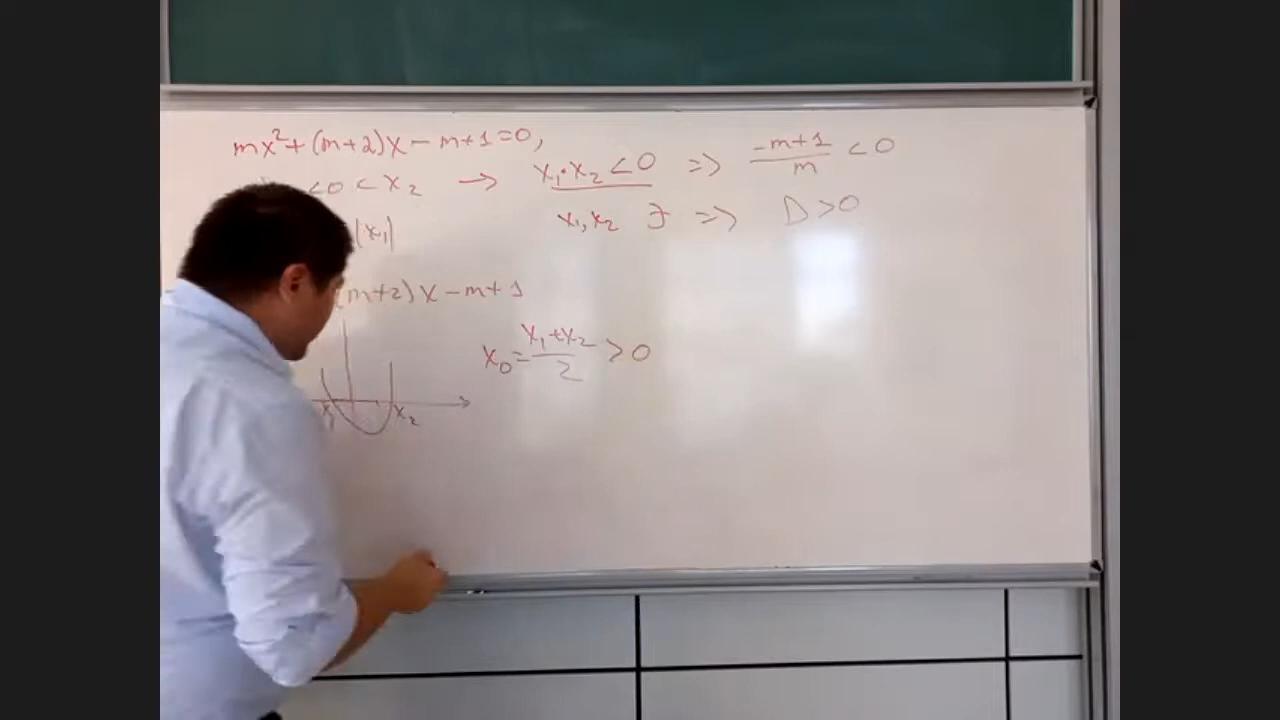 mx²+(m+2)x-m+1=0,
<0<x₂ → x₁·x₂<0 => (-m+1)/m <0
x₁,x₂ ∃ => D>0
|x₁|
(m+2)x-m+1
x₀=(x₁+x₂)/2 >0
x₁ x₂